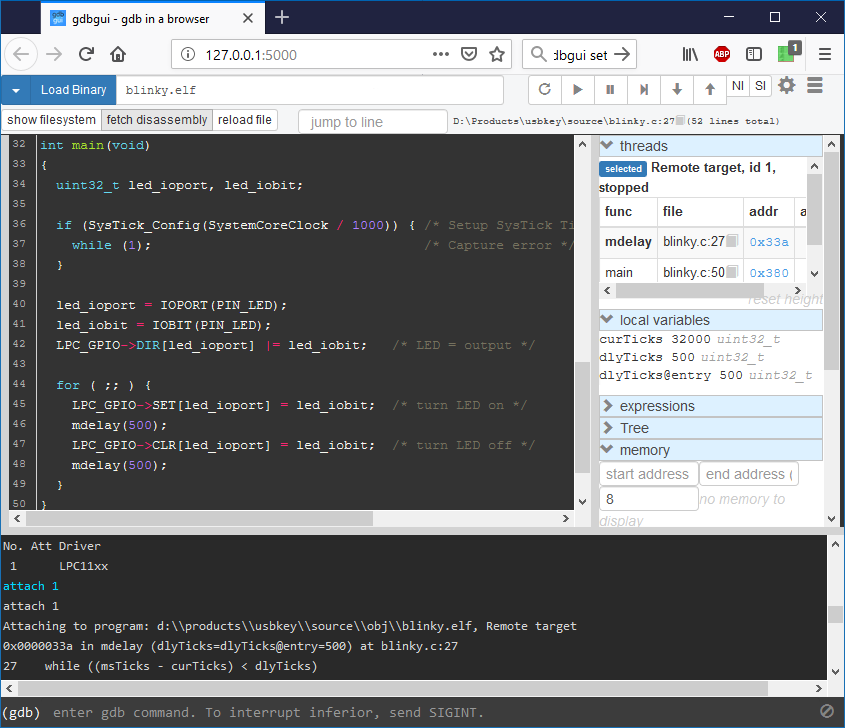 gdbgui - gdb in a browser
127.0.0.1:5000
dbgui set
ABP
1
Load Binary
blinky.elf
NI
SI
show filesystem
fetch disassembly
reload file
jump to line
D:\Products\usbkey\source\blinky.c:27 (52 lines total)
32 int main(void)
33 {
34 uint32_t led_ioport, led_iobit;
35
36 if (SysTick_Config(SystemCoreClock / 1000)) { /* Setup SysTick Ti
37 while (1); /* Capture error */
38 }
39
40 led_ioport = IOPORT(PIN_LED);
41 led_iobit = IOBIT(PIN_LED);
42 LPC_GPIO->DIR[led_ioport] |= led_iobit; /* LED = output */
43
44 for ( ;; ) {
45 LPC_GPIO->SET[led_ioport] = led_iobit; /* turn LED on */
46 mdelay(500);
47 LPC_GPIO->CLR[led_ioport] = led_iobit; /* turn LED off */
48 mdelay(500);
49 }
50 }
threads
selected Remote target, id 1,
stopped
func file addr a
mdelay blinky.c:27 0x33a
main blinky.c:50 0x380
reset height
local variables
curTicks 32000 uint32_t
dlyTicks 500 uint32_t
dlyTicks@entry 500 uint32_t
expressions
Tree
memory
start address
end address (
8
no memory to
display
No. Att Driver
1 LPC11xx
attach 1
attach 1
Attaching to program: d:\\products\\usbkey\\source\\obj\\blinky.elf, Remote target
0x0000033a in mdelay (dlyTicks=dlyTicks@entry=500) at blinky.c:27
27 while ((msTicks - curTicks) < dlyTicks)
(gdb) enter gdb command. To interrupt inferior, send SIGINT.